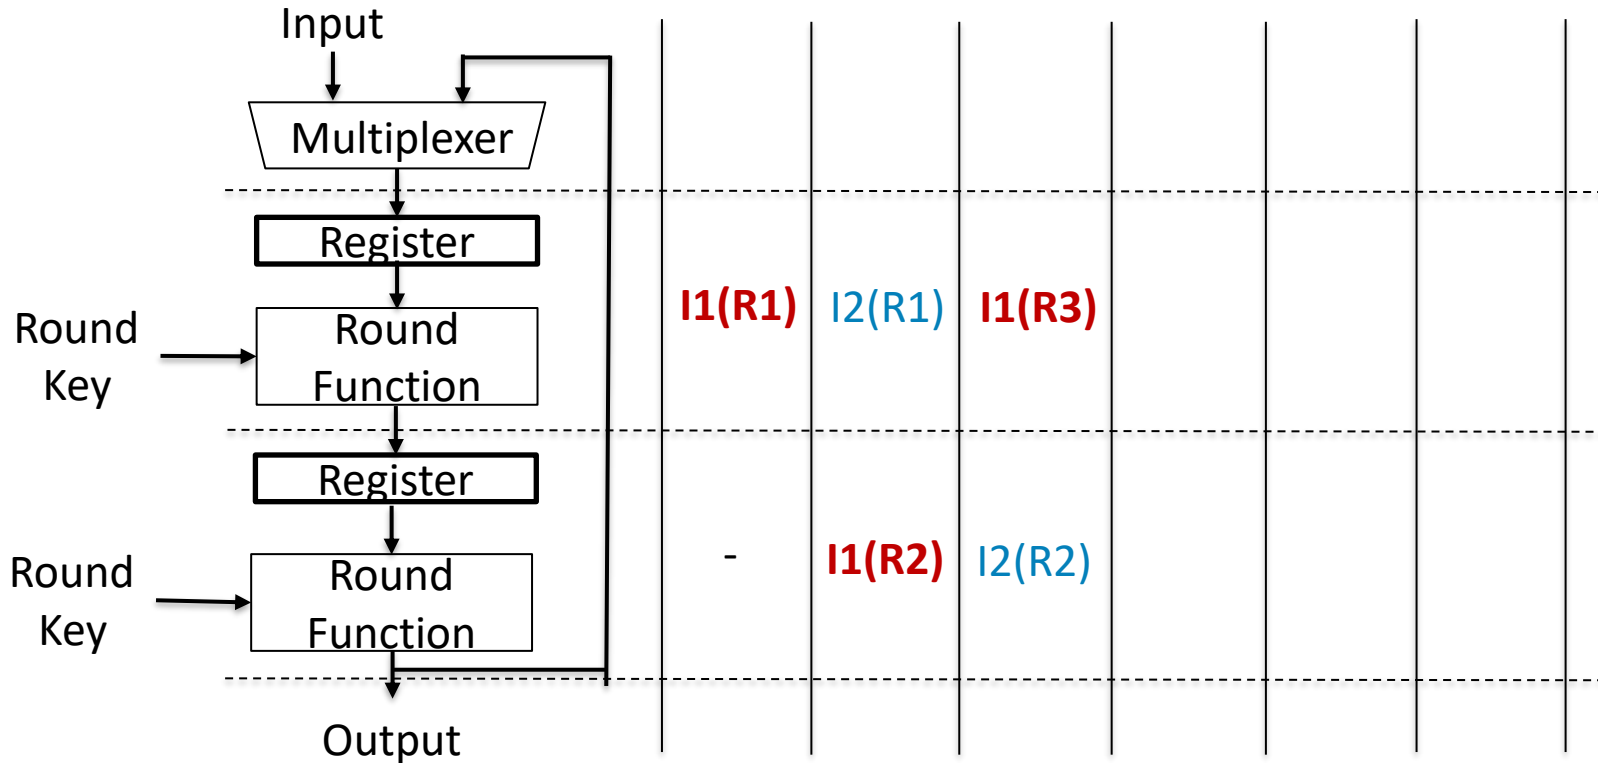 Input
Multiplexer
Register
I1(R1) I2(R1) I1(R3)
Round
Key
Round
Function
Register
- I1(R2) I2(R2)
Round
Key
Round
Function
Output